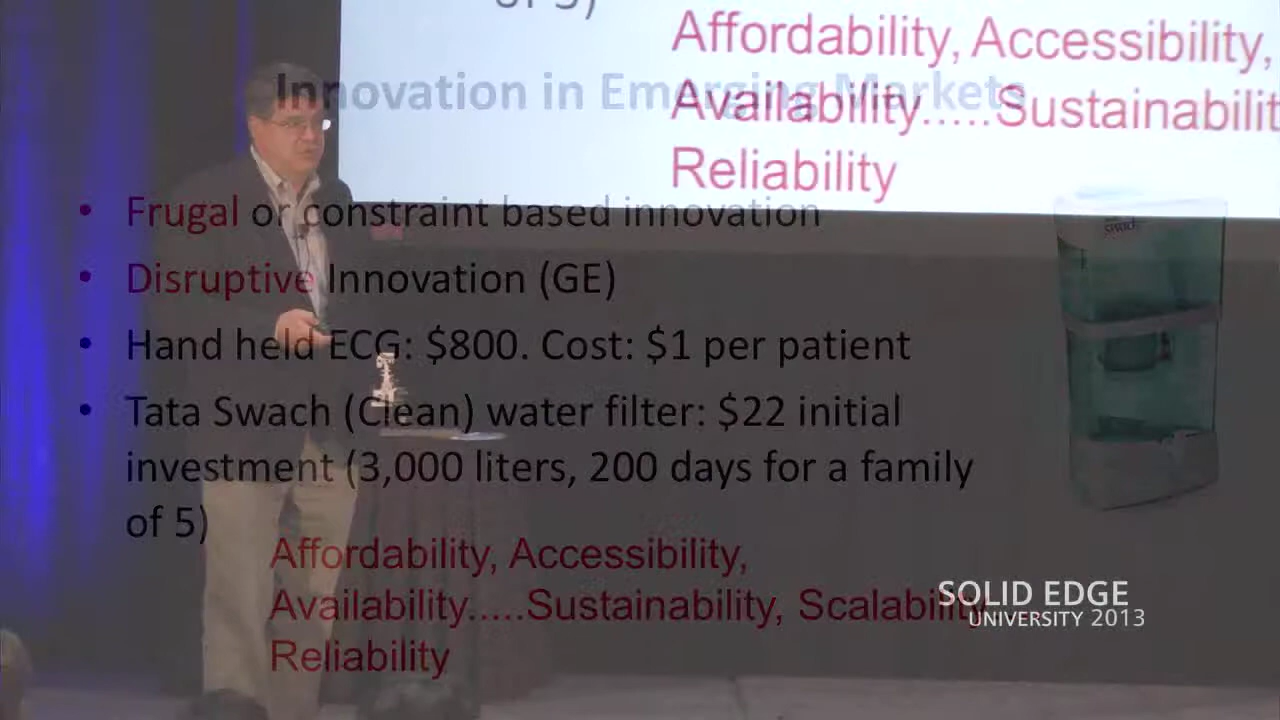 of 5)
Affordability, Accessibility,
Availability.....Sustainabilit
Reliability
Innovation in Emerging Markets
• Frugal or constraint based innovation
• Disruptive Innovation (GE)
• Hand held ECG: $800. Cost: $1 per patient
• Tata Swach (Clean) water filter: $22 initial
investment (3,000 liters, 200 days for a family
of 5)
Affordability, Accessibility,
Availability.....Sustainability, Scalability
Reliability
SOLID EDGE
UNIVERSITY 2013